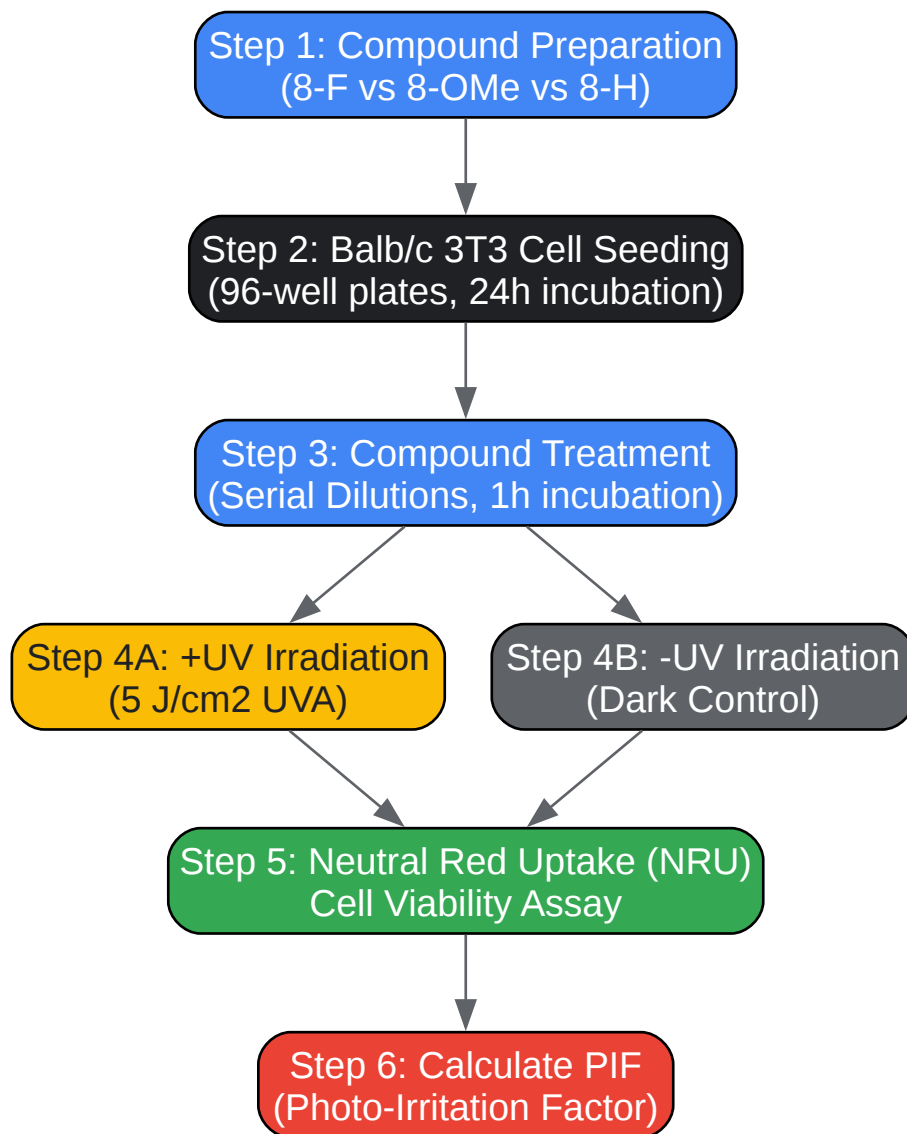 Step 1: Compound Preparation
(8-F vs 8-OMe vs 8-H)
Step 2: Balb/c 3T3 Cell Seeding
(96-well plates, 24h incubation)
Step 3: Compound Treatment
(Serial Dilutions, 1h incubation)
Step 4A: +UV Irradiation
(5 J/cm2 UVA)
Step 4B: -UV Irradiation
(Dark Control)
Step 5: Neutral Red Uptake (NRU)
Cell Viability Assay
Step 6: Calculate PIF
(Photo-Irritation Factor)